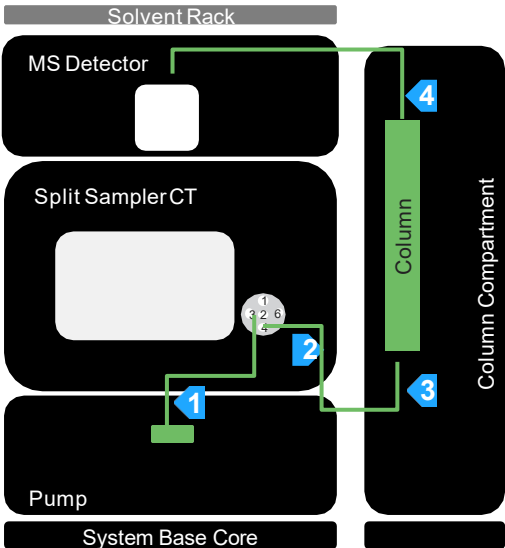 Solvent Rack
MS Detector
4
Split Sampler CT
Column
Column Compartment
1
3 2 6
4
2
3
1
Pump
System Base Core